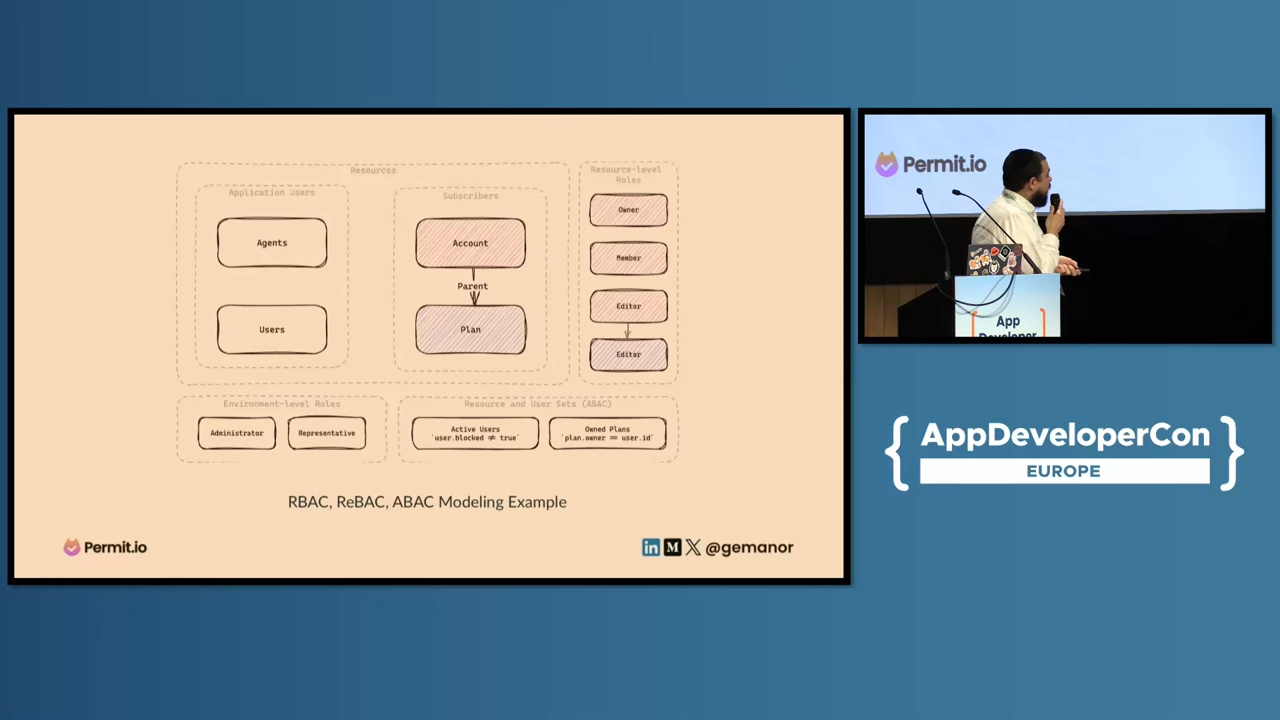 Resources
Application Users
Agents
Users
Subscribers
Account
Parent
Plan
Resource-level
Roles
Owner
Member
Editor
Editor
Environment-level Roles
Administrator
Representative
Resource and User Sets (ABAC)
Active Users
`user.blocked ≠ true`
Owned Plans
`plan.owner == user.id`
RBAC, ReBAC, ABAC Modeling Example
Permit.io
in M X @gemanor
Permit.io
App
Developer
{ AppDeveloperCon }
EUROPE